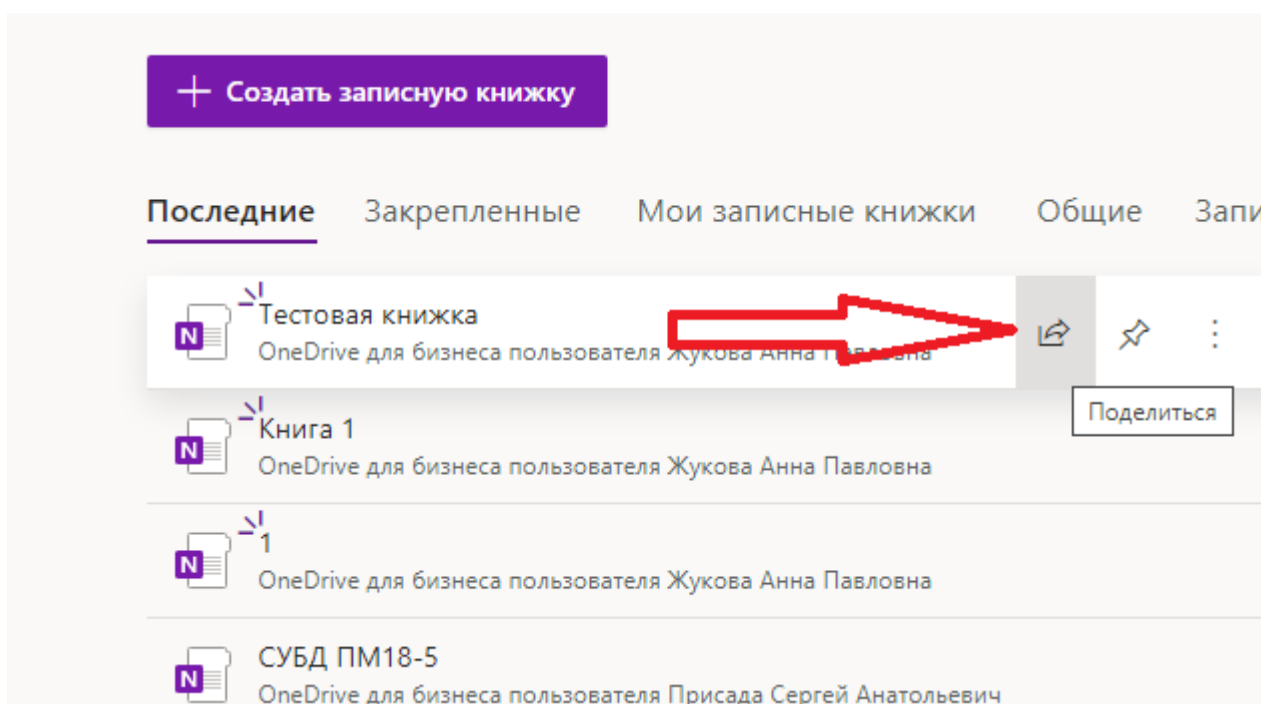 Создать записную книжку
Последние Закрепленные Мои записные книжки Общие Запи
Тестовая книжка
OneDrive для бизнеса пользователя Жукова Анна Павловна
Поделиться
Книга 1
OneDrive для бизнеса пользователя Жукова Анна Павловна
1
OneDrive для бизнеса пользователя Жукова Анна Павловна
СУБД ПМ18-5
OneDrive для бизнеса пользователя Присада Сергей Анатольевич